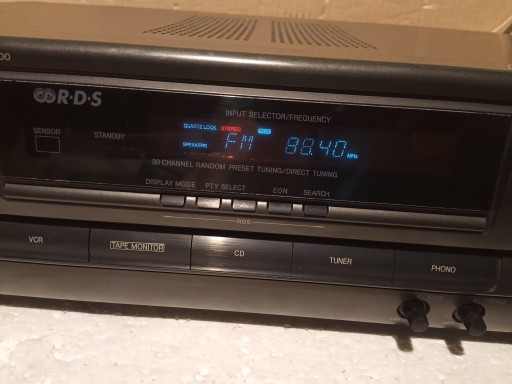 00
R·D·S
INPUT SELECTOR/FREQUENCY
SENSOR
STANDBY
QUARTZ LOCK STEREO
SPEAKERS
FM 88.40 MHz
30 CHANNEL RANDOM PRESET TUNING/DIRECT TUNING
DISPLAY MODE PTY SELECT EON SEARCH
RDS
VCR TAPE MONITOR CD TUNER PHONO